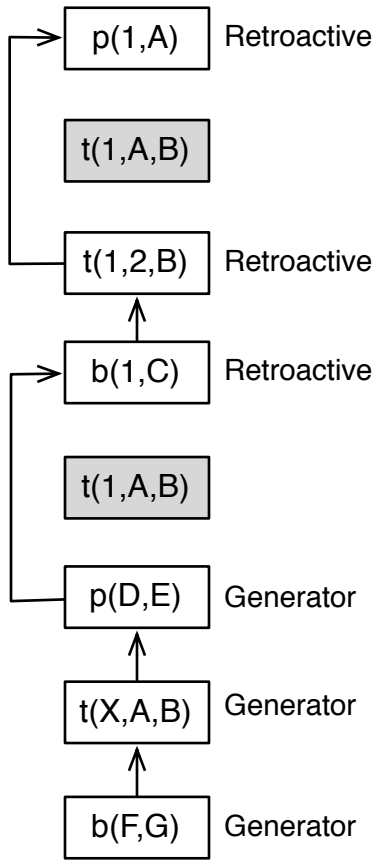 p(1,A) Retroactive
t(1,A,B)
t(1,2,B) Retroactive
b(1,C) Retroactive
t(1,A,B)
p(D,E) Generator
t(X,A,B) Generator
b(F,G) Generator